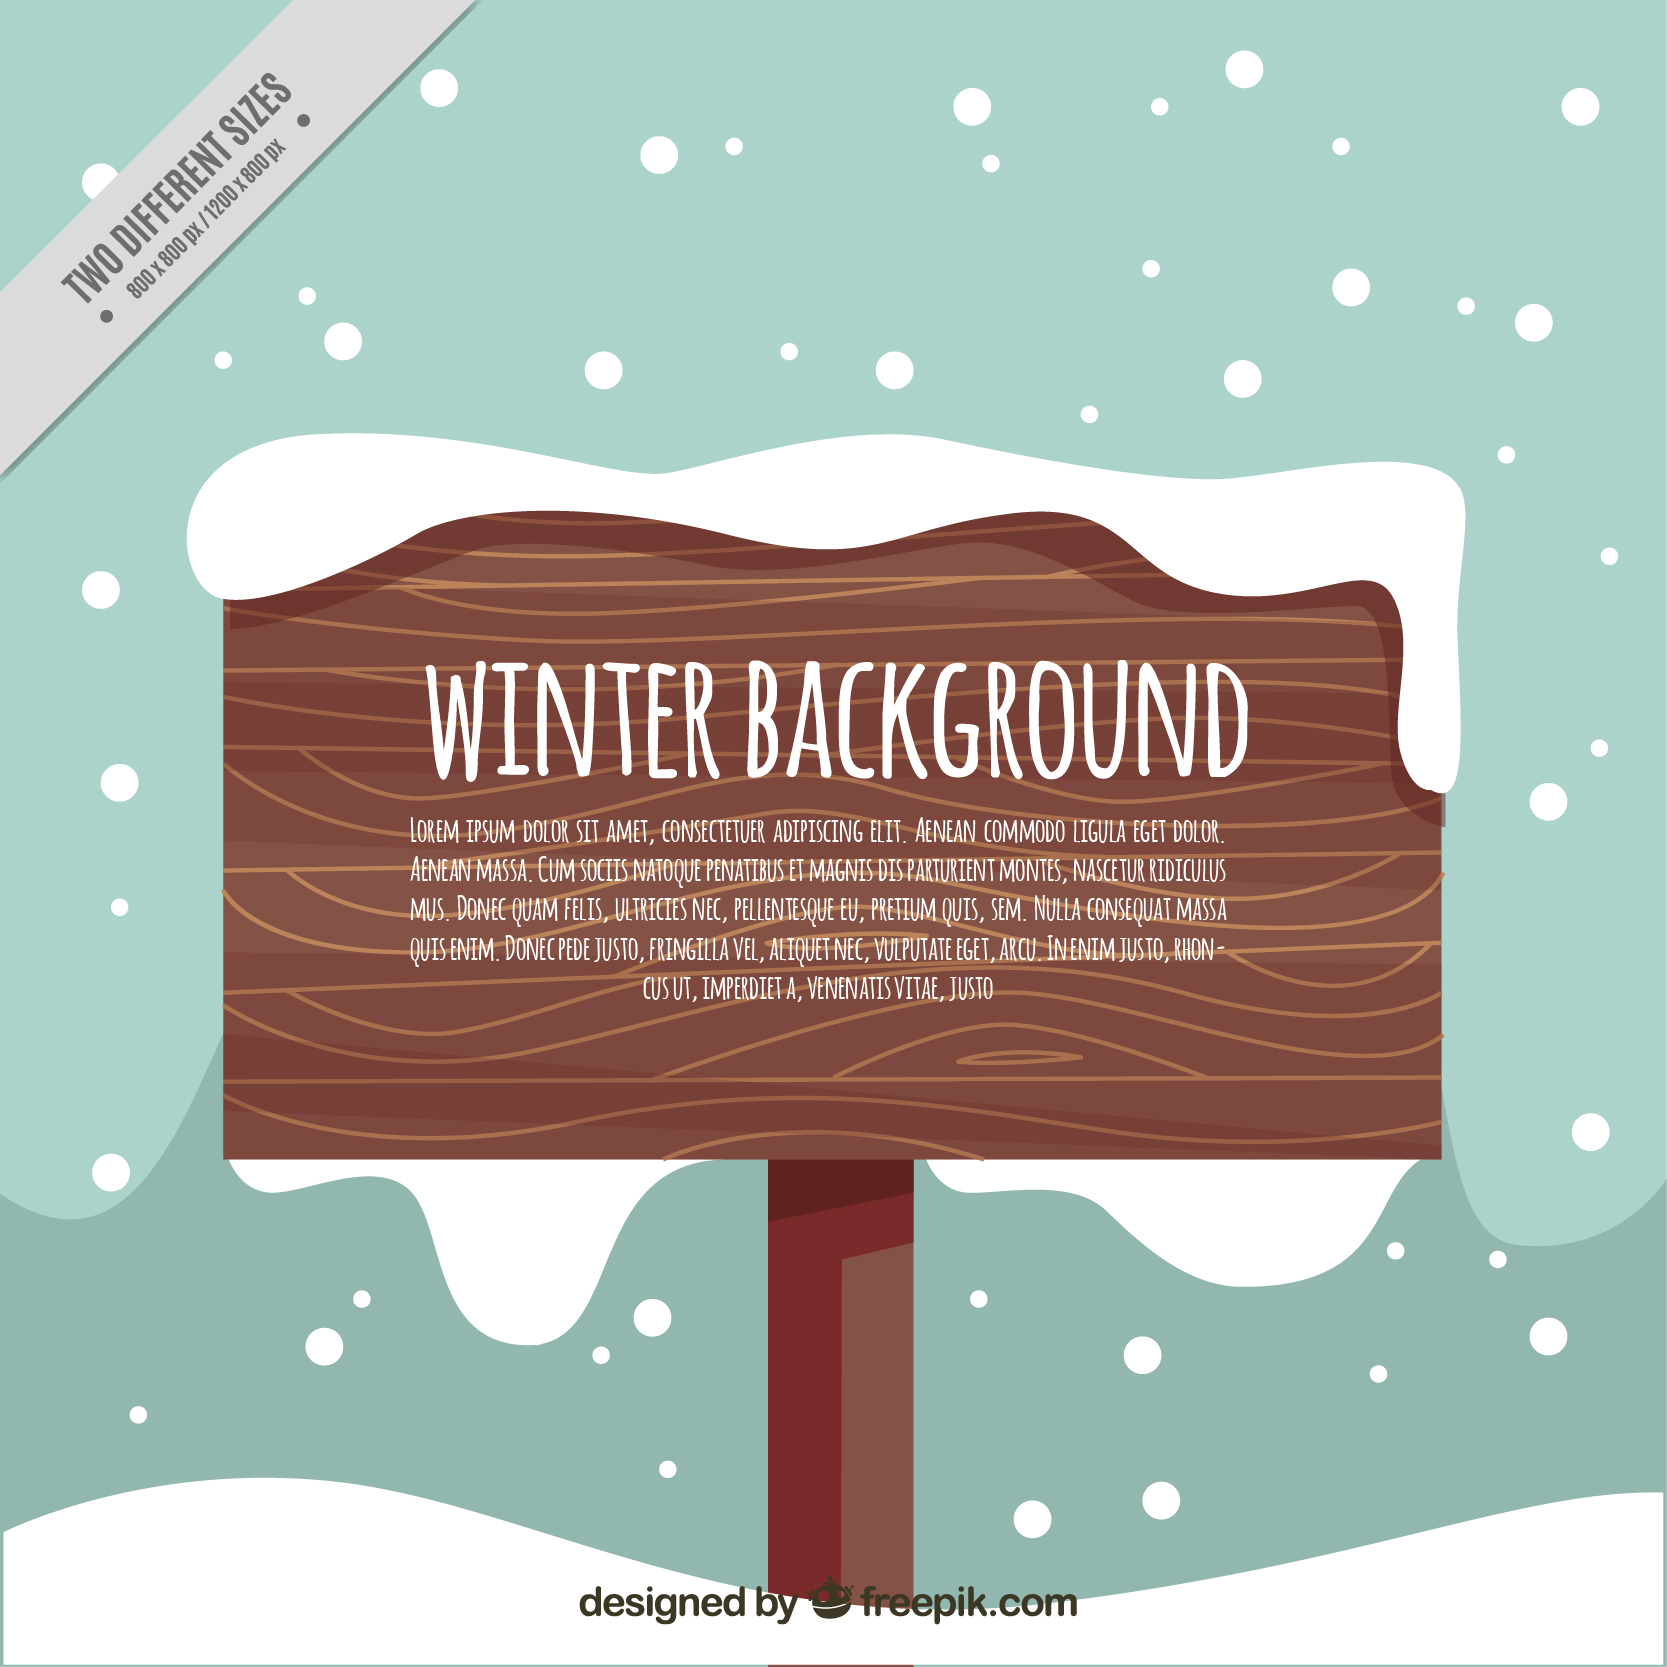 TWO DIFFERENT SIZES
800 x 800 px / 1200 x 800 px
WINTER BACKGROUND
Lorem ipsum dolor sit amet, consectetuer adipiscing elit. Aenean commodo ligula eget dolor.
Aenean massa. Cum sociis natoque penatibus et magnis dis parturient montes, nascetur ridiculus
mus. Donec quam felis, ultricies nec, pellentesque eu, pretium quis, sem. Nulla consequat massa
quis enim. Donec pede justo, fringilla vel, aliquet nec, vulputate eget, arcu. In enim justo, rhon-
cus ut, imperdiet a, venenatis vitae, justo
designed by freepik.com